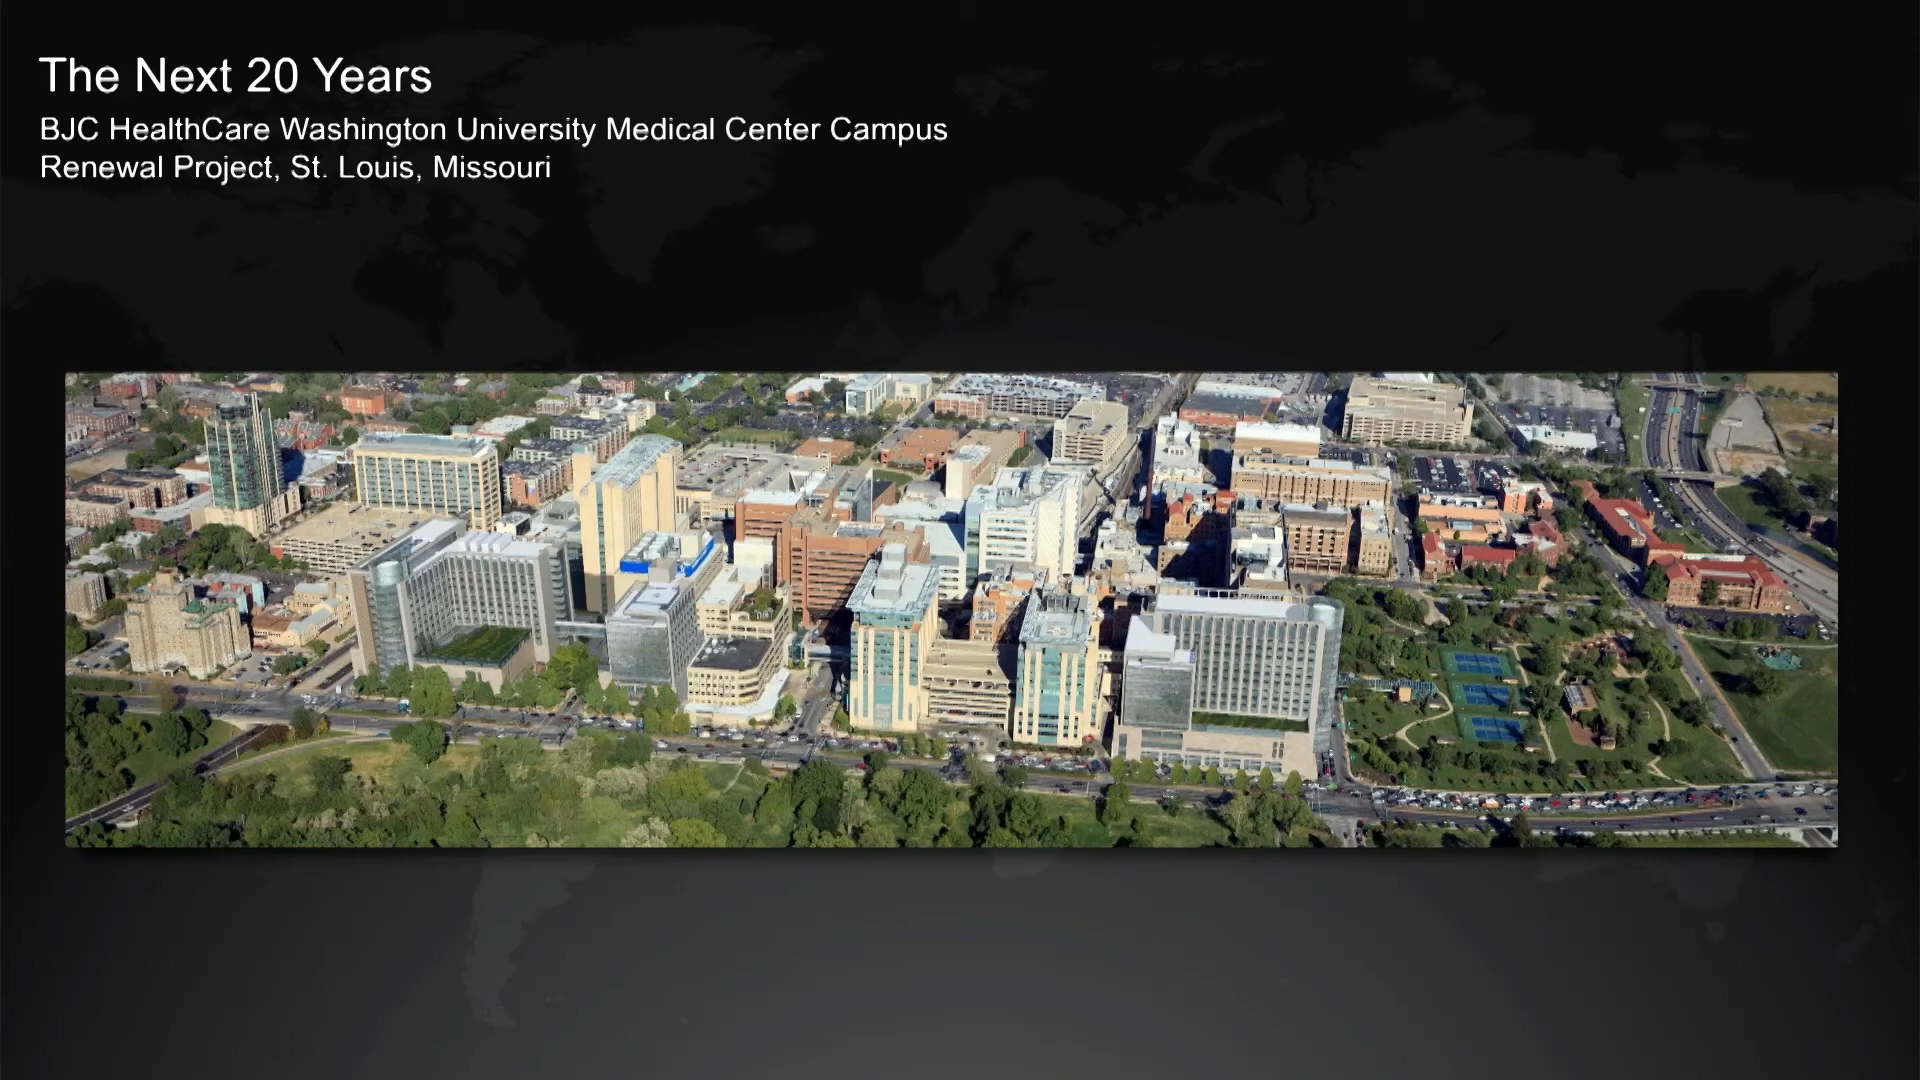 The Next 20 Years
BJC HealthCare Washington University Medical Center Campus
Renewal Project, St. Louis, Missouri